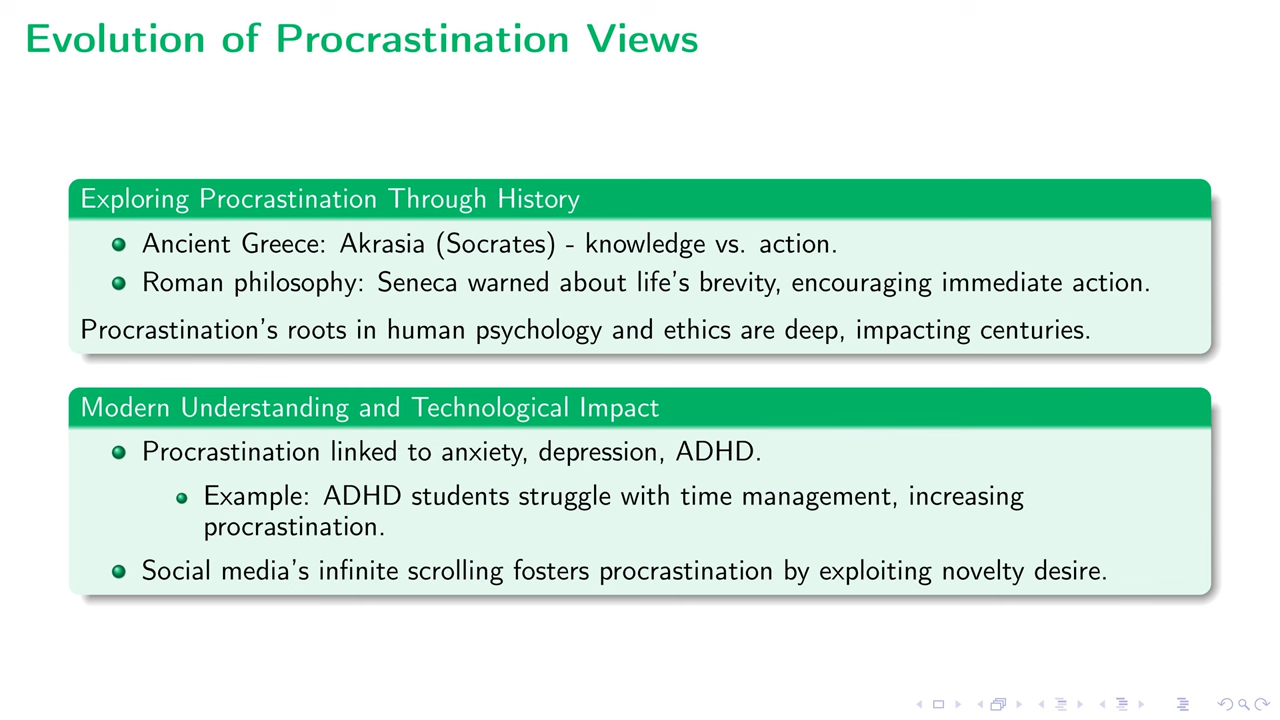 Evolution of Procrastination Views
Exploring Procrastination Through History
Ancient Greece: Akrasia (Socrates) - knowledge vs. action.
Roman philosophy: Seneca warned about life's brevity, encouraging immediate action.
Procrastination's roots in human psychology and ethics are deep, impacting centuries.
Modern Understanding and Technological Impact
Procrastination linked to anxiety, depression, ADHD.
Example: ADHD students struggle with time management, increasing
procrastination.
Social media's infinite scrolling fosters procrastination by exploiting novelty desire.